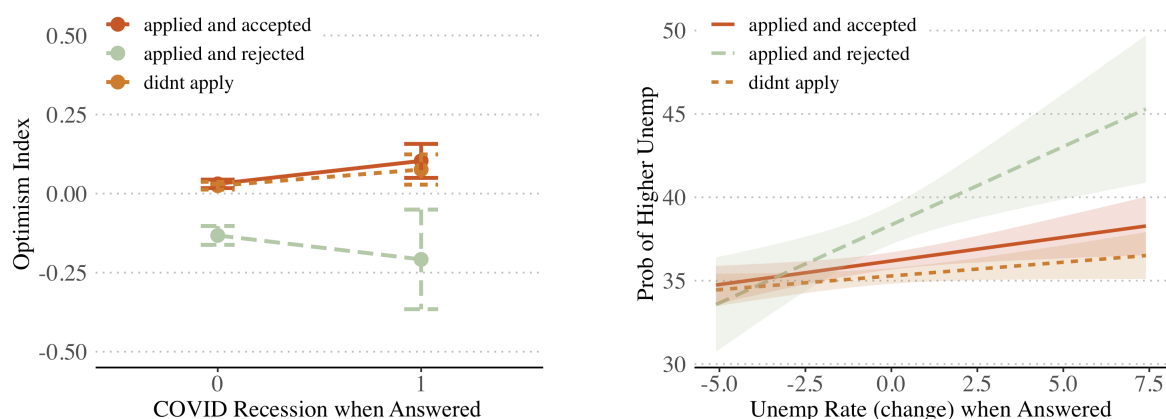 applied and accepted
applied and rejected
didnt apply
Optimism Index
0.50
0.25
0.00
-0.25
-0.50
0
1
COVID Recession when Answered
applied and accepted
applied and rejected
didnt apply
Prob of Higher Unemp
50
45
40
35
30
-5.0
-2.5
0.0
2.5
5.0
7.5
Unemp Rate (change) when Answered